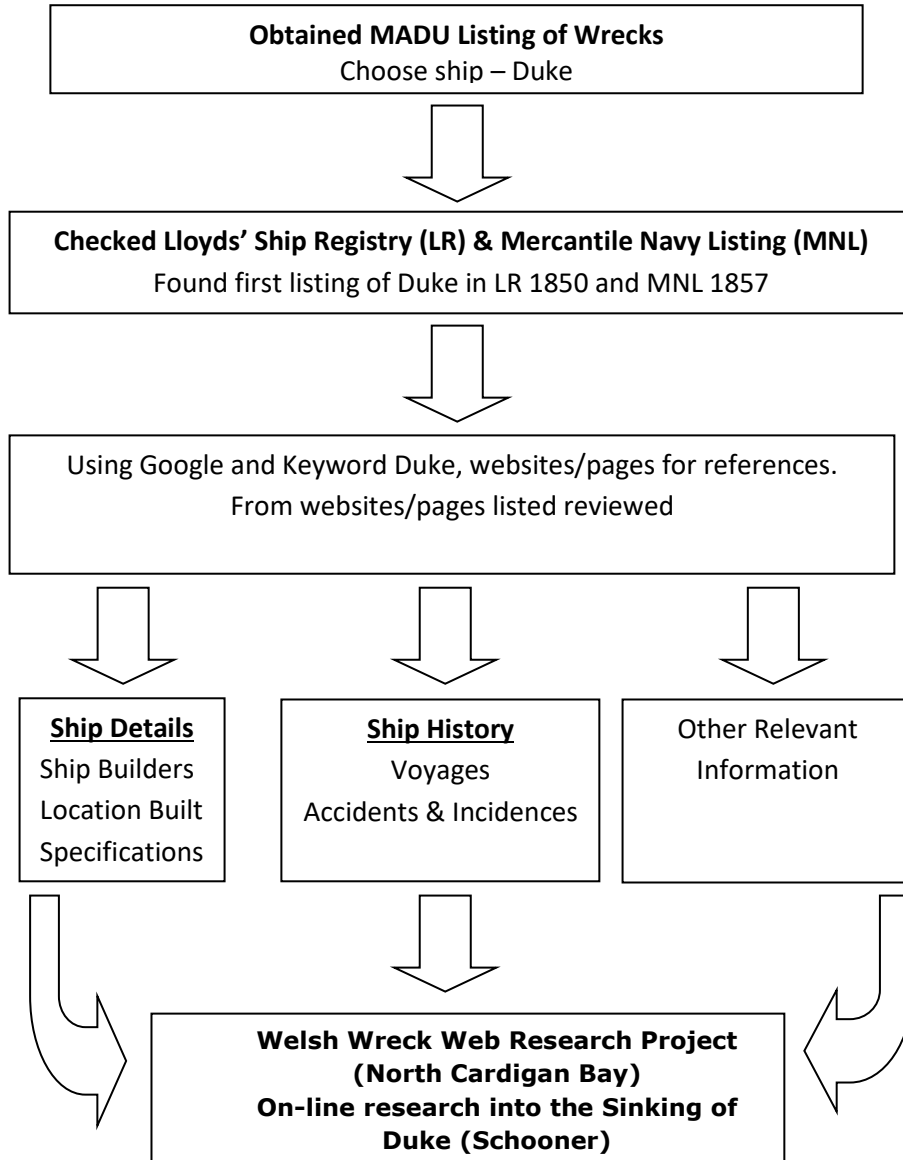 Obtained MADU Listing of Wrecks
Choose ship – Duke
Checked Lloyds’ Ship Registry (LR) & Mercantile Navy Listing (MNL)
Found first listing of Duke in LR 1850 and MNL 1857
Using Google and Keyword Duke, websites/pages for references.
From websites/pages listed reviewed
Ship Details
Ship Builders
Location Built
Specifications
Ship History
Voyages
Accidents & Incidences
Other Relevant
Information
Welsh Wreck Web Research Project
(North Cardigan Bay)
On-line research into the Sinking of
Duke (Schooner)